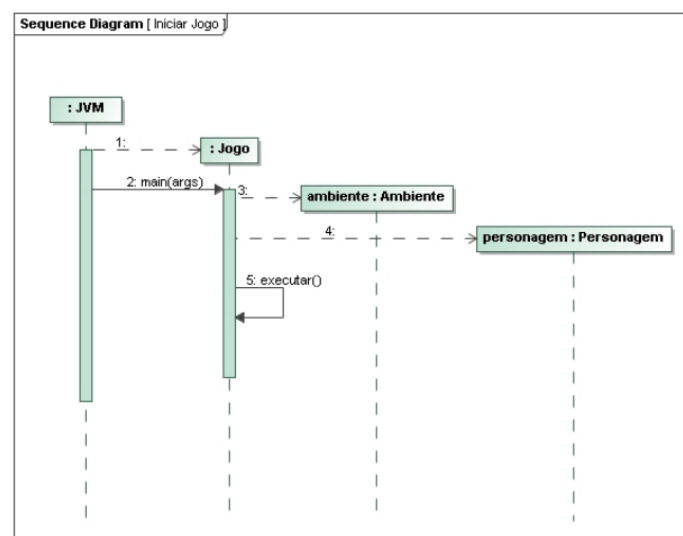 Sequence Diagram [ Iniciar Jogo ]
: JVM
1:
: Jogo
2: main(args)
3:
ambiente : Ambiente
4:
personagem : Personagem
5: executar()